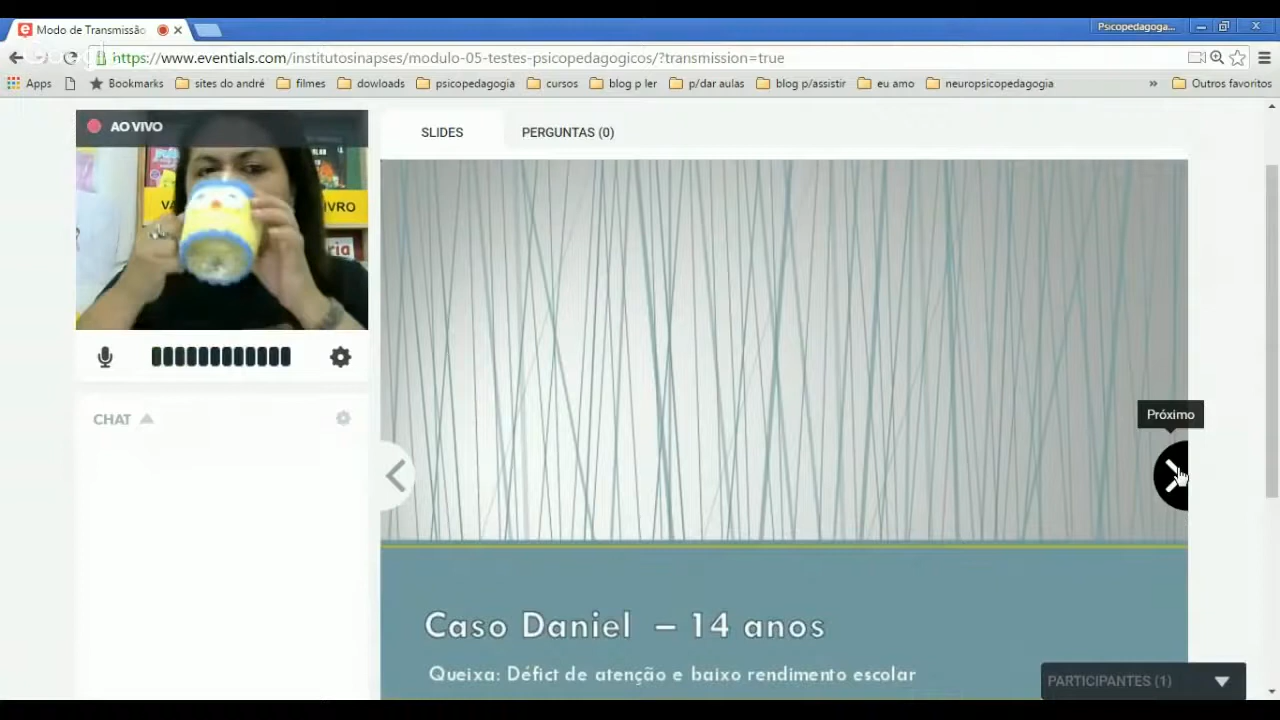 Modo de Transmissão
Psicopedagoga...
https://www.eventials.com/institutosinapses/modulo-05-testes-psicopedagogicos/?transmission=true
Apps Bookmarks sites do andré filmes dowloads psicopedagogia cursos blog p ler p/dar aulas blog p/assistir eu amo neuropsicopedagogia » Outros favoritos
AO VIVO
SLIDES PERGUNTAS (0)
CHAT
Próximo
Caso Daniel – 14 anos
Queixa: Défict de atenção e baixo rendimento escolar
PARTICIPANTES (1)